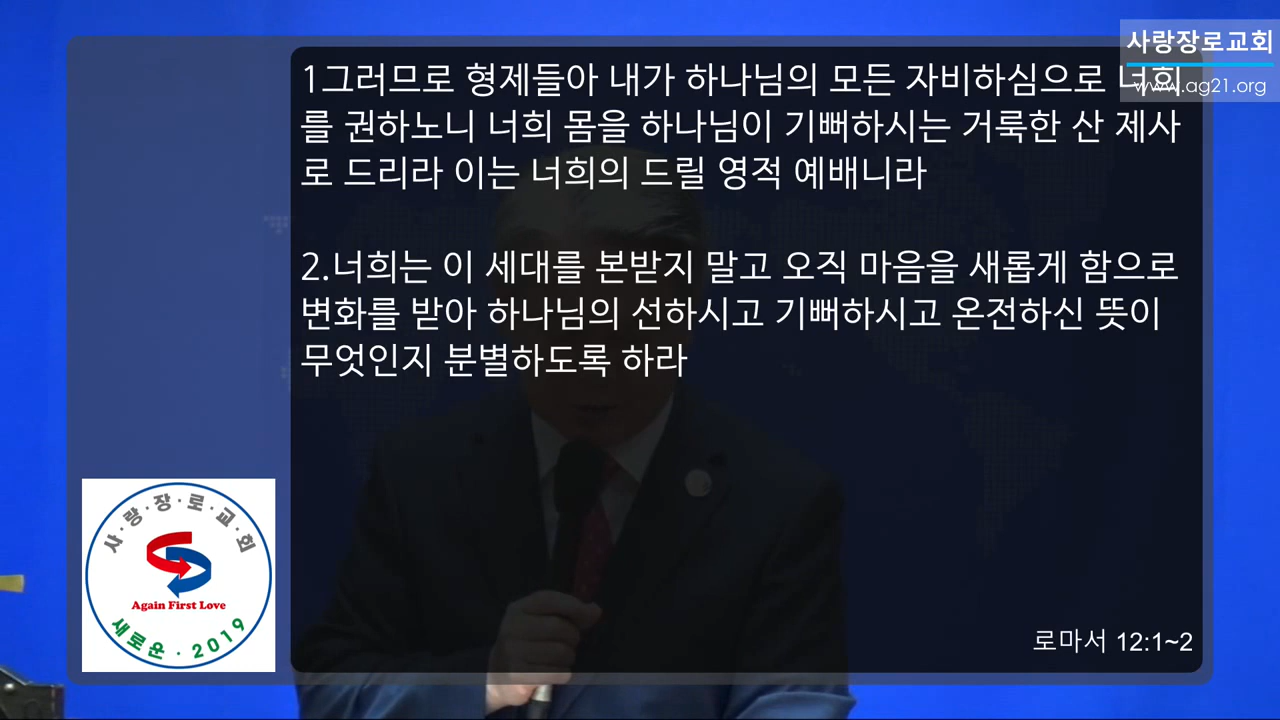 사랑장로교회
www.ag21.org
1그러므로 형제들아 내가 하나님의 모든 자비하심으로 너희
를 권하노니 너희 몸을 하나님이 기뻐하시는 거룩한 산 제사
로 드리라 이는 너희의 드릴 영적 예배니라
2.너희는 이 세대를 본받지 말고 오직 마음을 새롭게 함으로
변화를 받아 하나님의 선하시고 기뻐하시고 온전하신 뜻이
무엇인지 분별하도록 하라
사·랑·장·로·교·회
Again First Love
새로운·2019
로마서 12:1~2